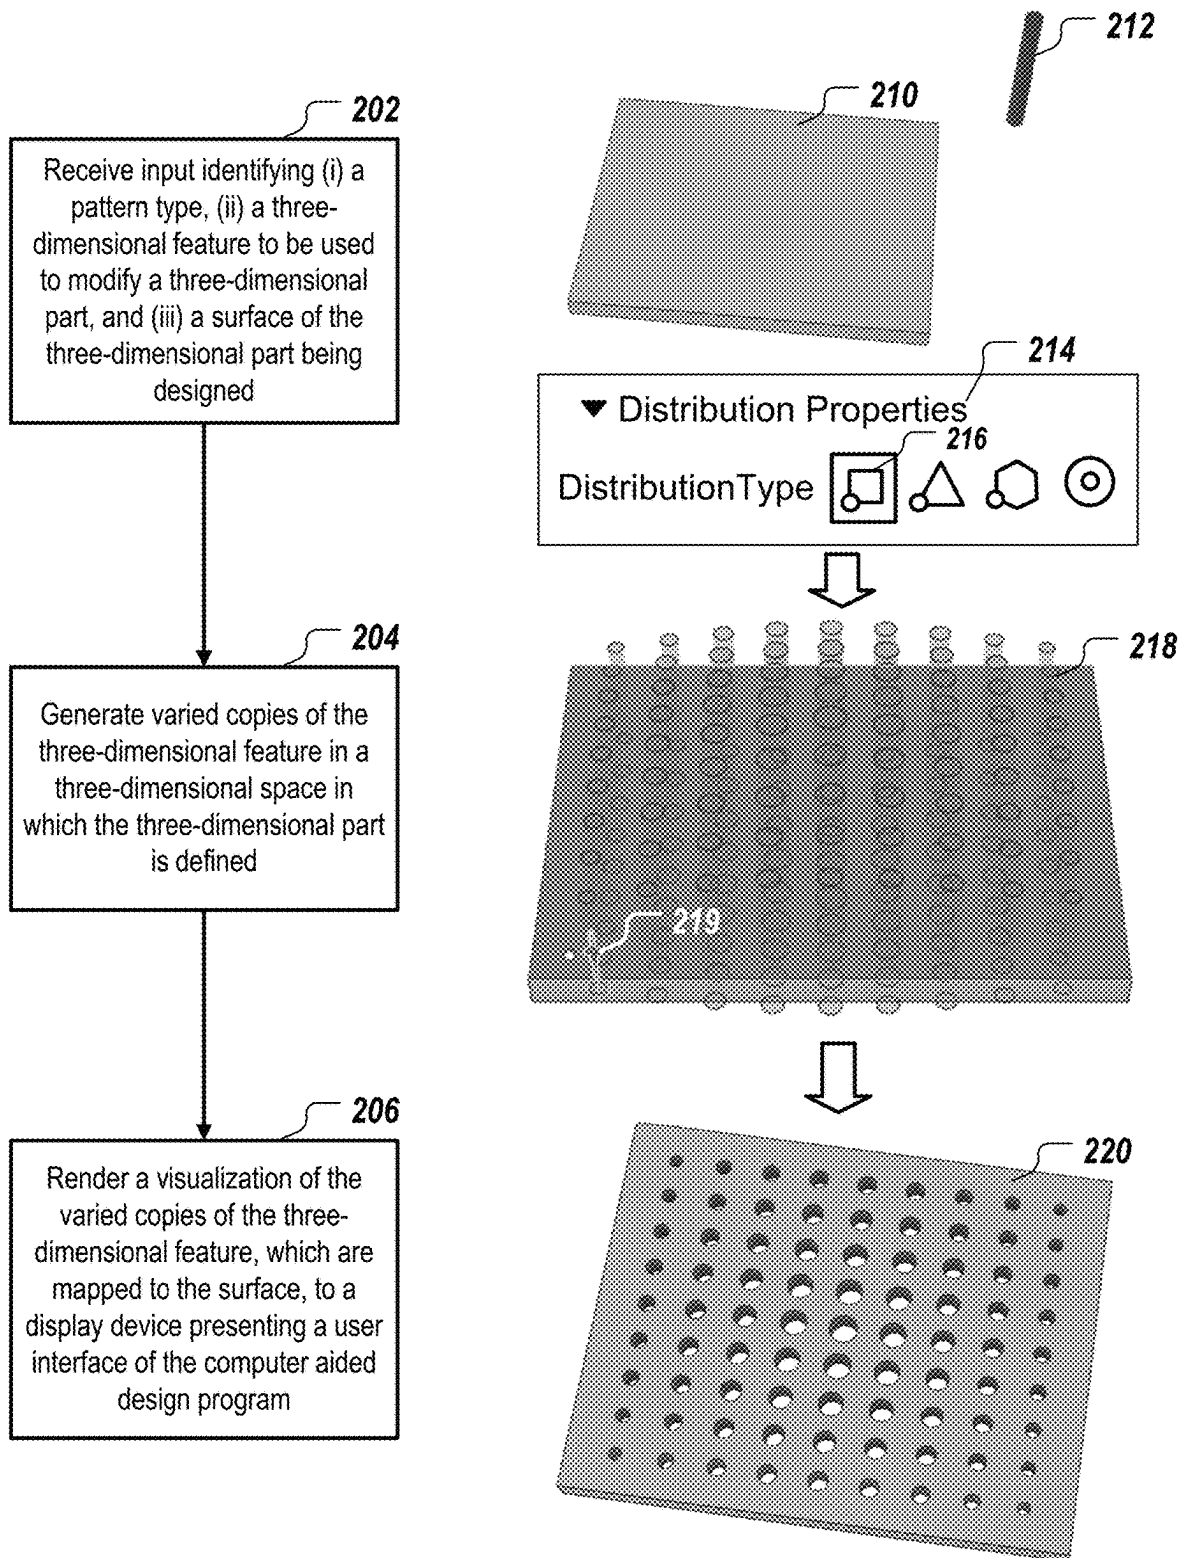 202
Receive input identifying (i) a
pattern type, (ii) a three-
dimensional feature to be used
to modify a three-dimensional
part, and (iii) a surface of the
three-dimensional part being
designed
204
Generate varied copies of the
three-dimensional feature in a
three-dimensional space in
which the three-dimensional part
is defined
206
Render a visualization of the
varied copies of the three-
dimensional feature, which are
mapped to the surface, to a
display device presenting a user
interface of the computer aided
design program
212
210
214
▼ Distribution Properties
216
DistributionType
218
219
220